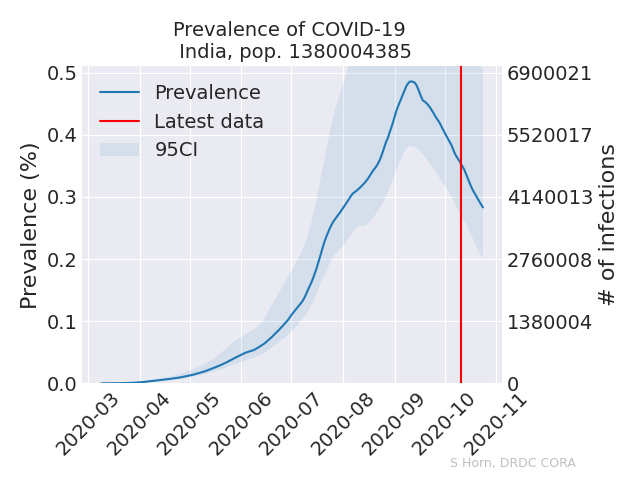 Prevalence of COVID-19
India, pop. 1380004385
Prevalence
Latest data
95CI
Prevalence (%)
0.5
0.4
0.3
0.2
0.1
0.0
6900021
5520017
4140013
2760008
1380004
0
# of infections
2020-03
2020-04
2020-05
2020-06
2020-07
2020-08
2020-09
2020-10
2020-11
S Horn, DRDC CORA